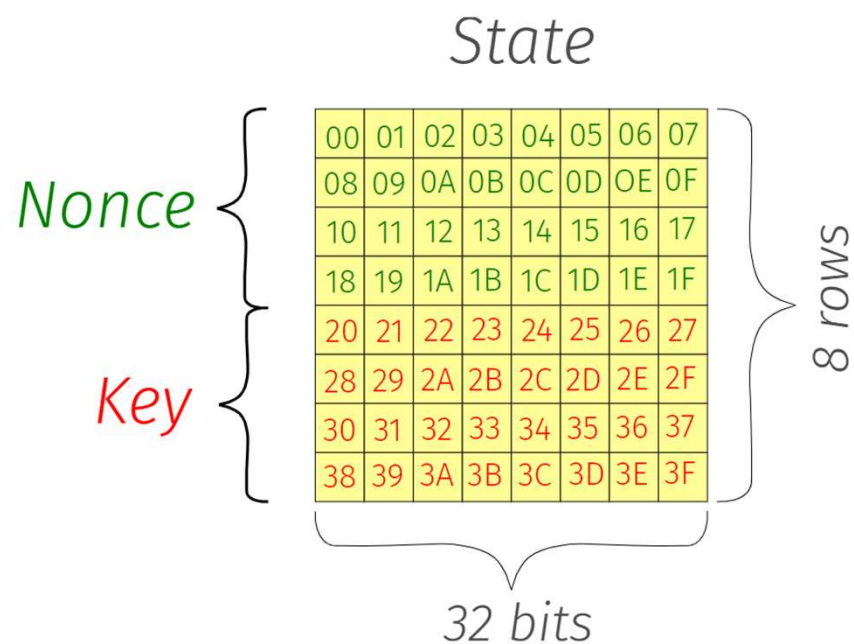 State
Nonce
Key
00 01 02 03 04 05 06 07
08 09 0A 0B 0C 0D OE 0F
10 11 12 13 14 15 16 17
18 19 1A 1B 1C 1D 1E 1F
20 21 22 23 24 25 26 27
28 29 2A 2B 2C 2D 2E 2F
30 31 32 33 34 35 36 37
38 39 3A 3B 3C 3D 3E 3F
8 rows
32 bits